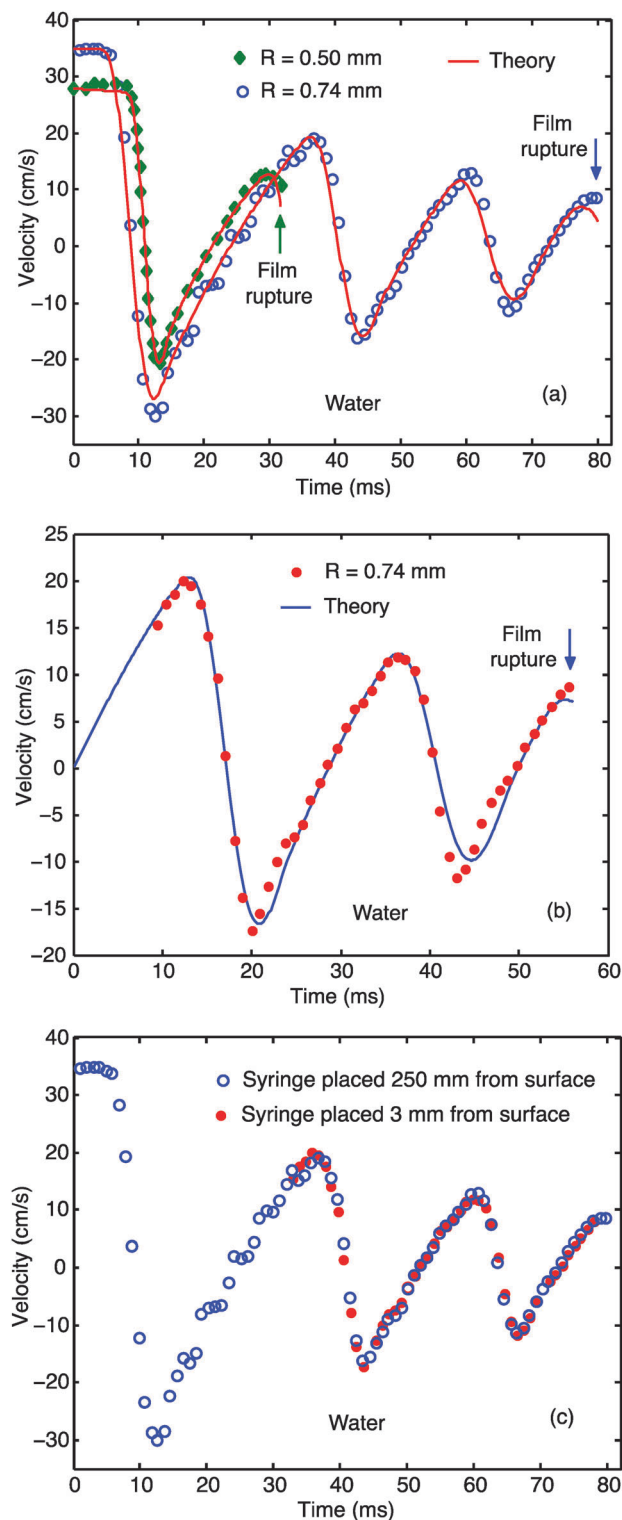 40
30
20
10
0
−10
−20
−30
Velocity (cm/s)
R = 0.50 mm
R = 0.74 mm
Theory
Film
rupture
Film
rupture
Water
(a)
0 10 20 30 40 50 60 70 80
Time (ms)
25
20
15
10
5
0
−5
−10
−15
−20
Velocity (cm/s)
R = 0.74 mm
Theory
Film
rupture
Water
(b)
0 10 20 30 40 50 60
Time (ms)
40
30
20
10
0
−10
−20
−30
Velocity (cm/s)
Syringe placed 250 mm from surface
Syringe placed 3 mm from surface
Water
(c)
0 10 20 30 40 50 60 70 80
Time (ms)